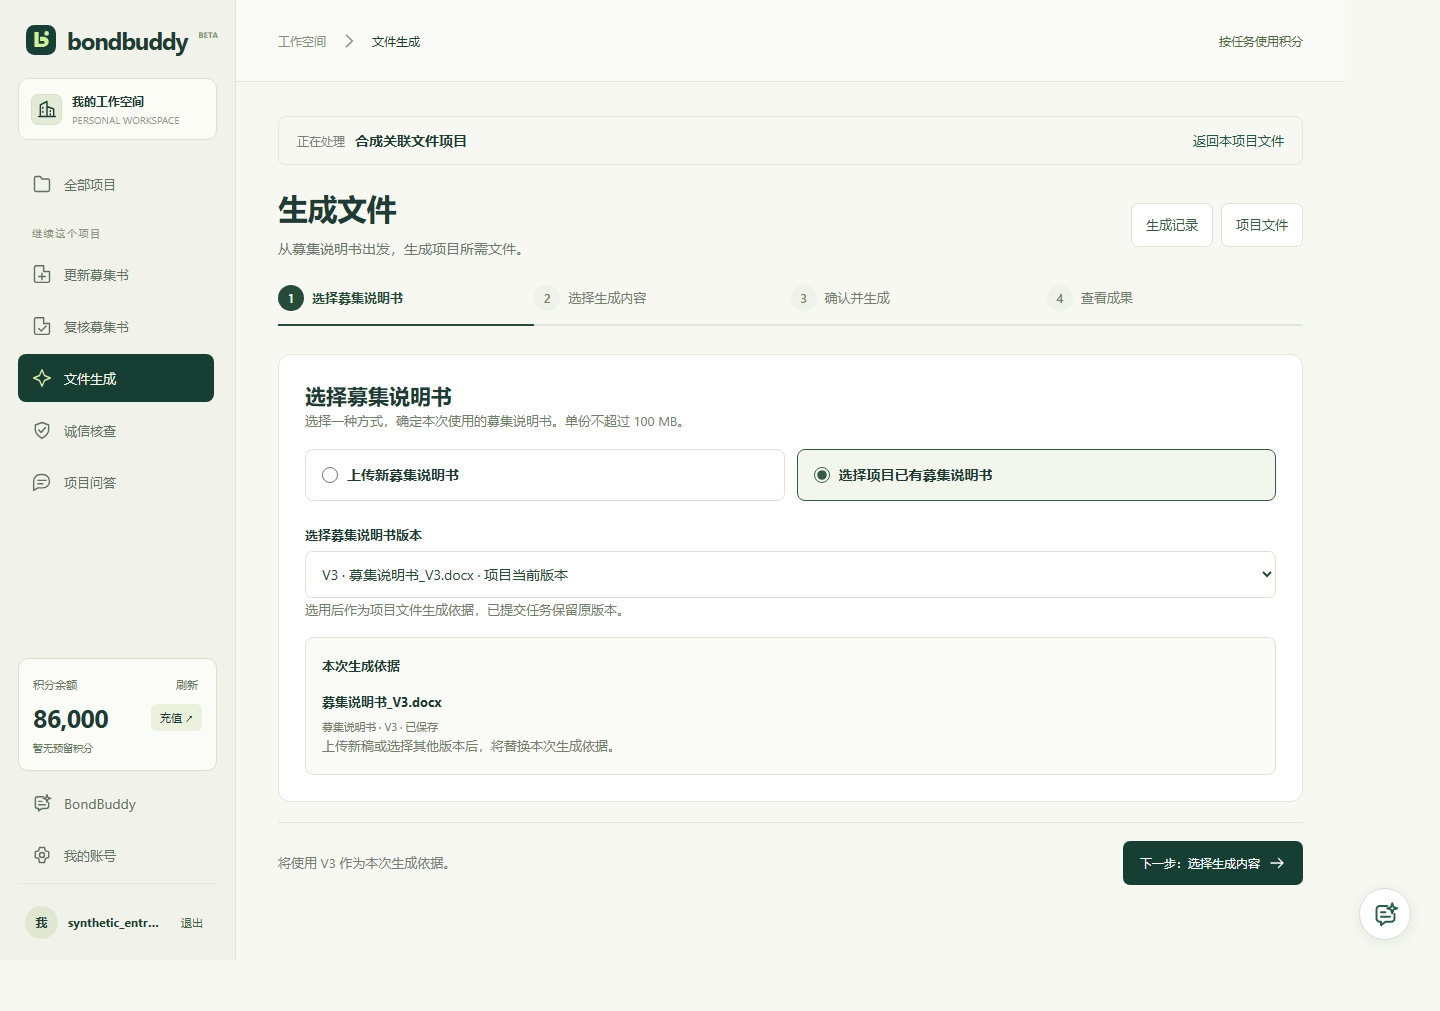 bondbuddy BETA
我的工作空间
PERSONAL WORKSPACE
全部项目
继续这个项目
更新募集书
复核募集书
文件生成
诚信核查
项目问答
积分余额 刷新
86,000 充值 ↗
暂无预留积分
BondBuddy
我的账号
我 synthetic_entr... 退出
工作空间 > 文件生成 按任务使用积分
正在处理 合成关联文件项目 返回本项目文件
生成文件
从募集说明书出发，生成项目所需文件。
生成记录 项目文件
1 选择募集说明书 2 选择生成内容 3 确认并生成 4 查看成果
选择募集说明书
选择一种方式，确定本次使用的募集说明书。单份不超过 100 MB。
上传新募集说明书 选择项目已有募集说明书
选择募集说明书版本
V3 · 募集说明书_V3.docx · 项目当前版本
选用后作为项目文件生成依据，已提交任务保留原版本。
本次生成依据
募集说明书_V3.docx
募集说明书 · V3 · 已保存
上传新稿或选择其他版本后，将替换本次生成依据。
将使用 V3 作为本次生成依据。 下一步：选择生成内容 →